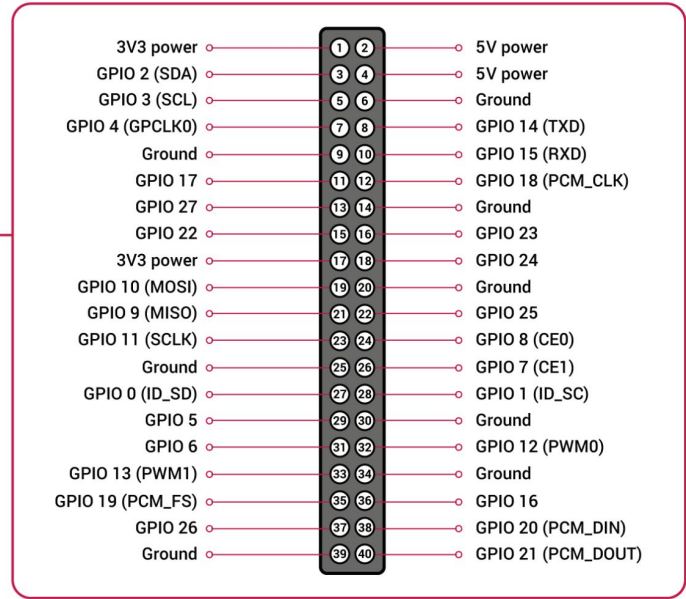 3V3 power 1 2 5V power
GPIO 2 (SDA) 3 4 5V power
GPIO 3 (SCL) 5 6 Ground
GPIO 4 (GPCLK0) 7 8 GPIO 14 (TXD)
Ground 9 10 GPIO 15 (RXD)
GPIO 17 11 12 GPIO 18 (PCM_CLK)
GPIO 27 13 14 Ground
GPIO 22 15 16 GPIO 23
3V3 power 17 18 GPIO 24
GPIO 10 (MOSI) 19 20 Ground
GPIO 9 (MISO) 21 22 GPIO 25
GPIO 11 (SCLK) 23 24 GPIO 8 (CE0)
Ground 25 26 GPIO 7 (CE1)
GPIO 0 (ID_SD) 27 28 GPIO 1 (ID_SC)
GPIO 5 29 30 Ground
GPIO 6 31 32 GPIO 12 (PWM0)
GPIO 13 (PWM1) 33 34 Ground
GPIO 19 (PCM_FS) 35 36 GPIO 16
GPIO 26 37 38 GPIO 20 (PCM_DIN)
Ground 39 40 GPIO 21 (PCM_DOUT)